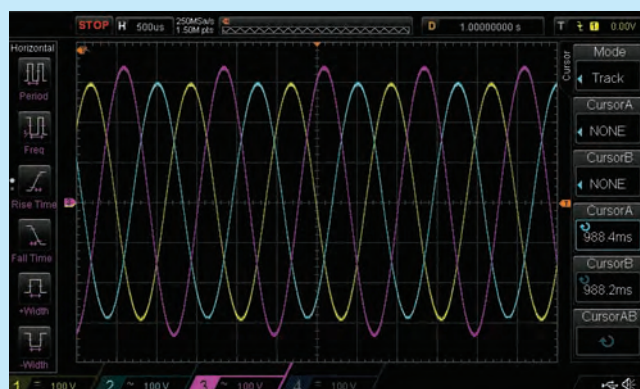 STOP H 500us 250MSa/s D 1.00000000 s T 1 0.00V
1.50M pts
Horizontal
Period
Freq
Rise Time
Fall Time
+Width
-Width
Cursor
Mode
Track
CursorA
NONE
CursorB
NONE
CursorA
988.4ms
CursorB
988.2ms
CursorAB
1 = 100 V 2 ~ 100 V 3 ~ 100 V 4 = 100 V